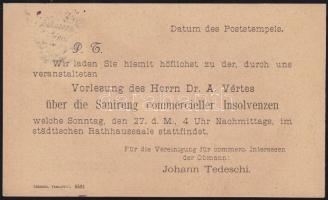 Datum des Poststempels.
P. T.
Wir laden Sie hiemit höflichst zu der, durch uns
veranstalteten
Vorlesung des Herrn Dr. A. Vértes
über die Sanirung commercieller Insolvenzen
welche Sonntag, den 27. d. M., 4 Uhr Nachmittags, im
städtischen Rathhaussaale stattfindet.
Für die Vereinigung für commerc. Interessen
der Obmann:
Johann Tedeschi.